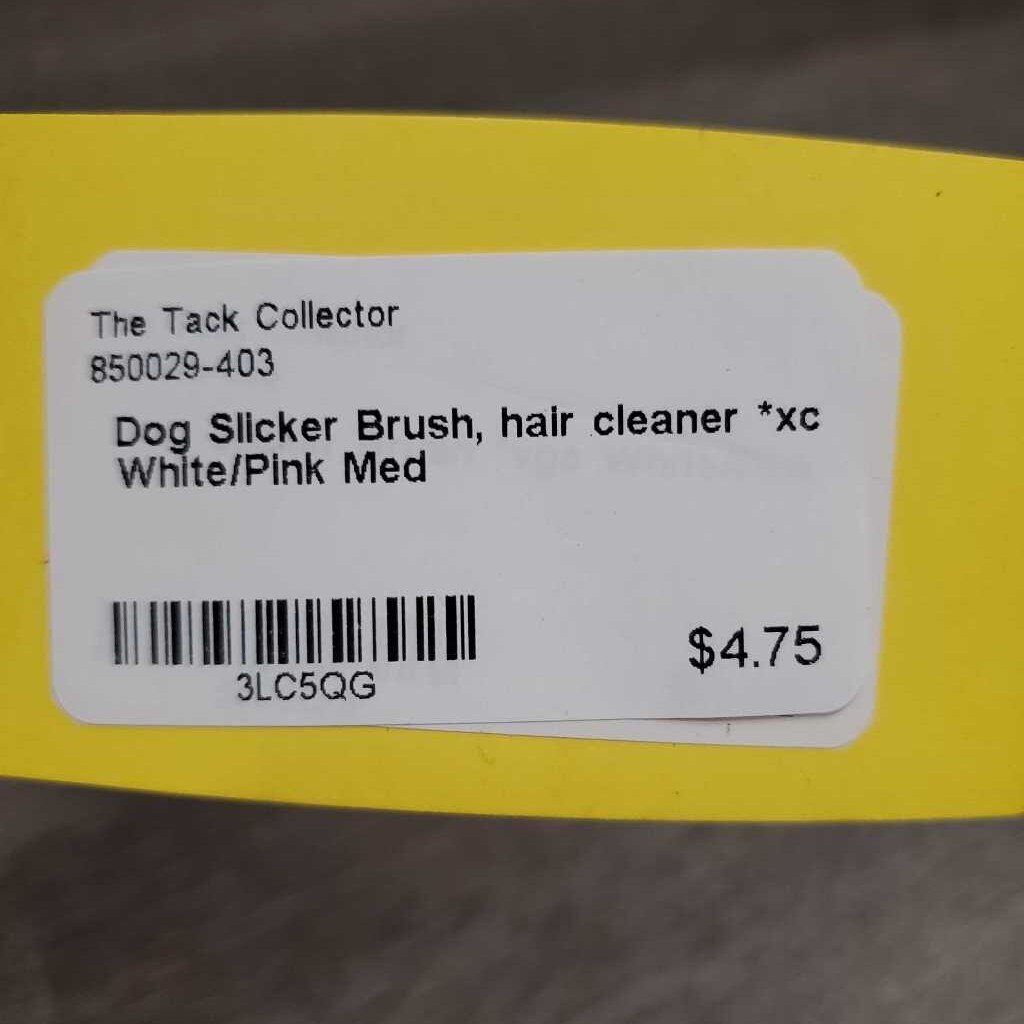 The Tack Collector
850029-403
Dog Slicker Brush, hair cleaner *xc
White/Pink Med
3LC5QG
$4.75